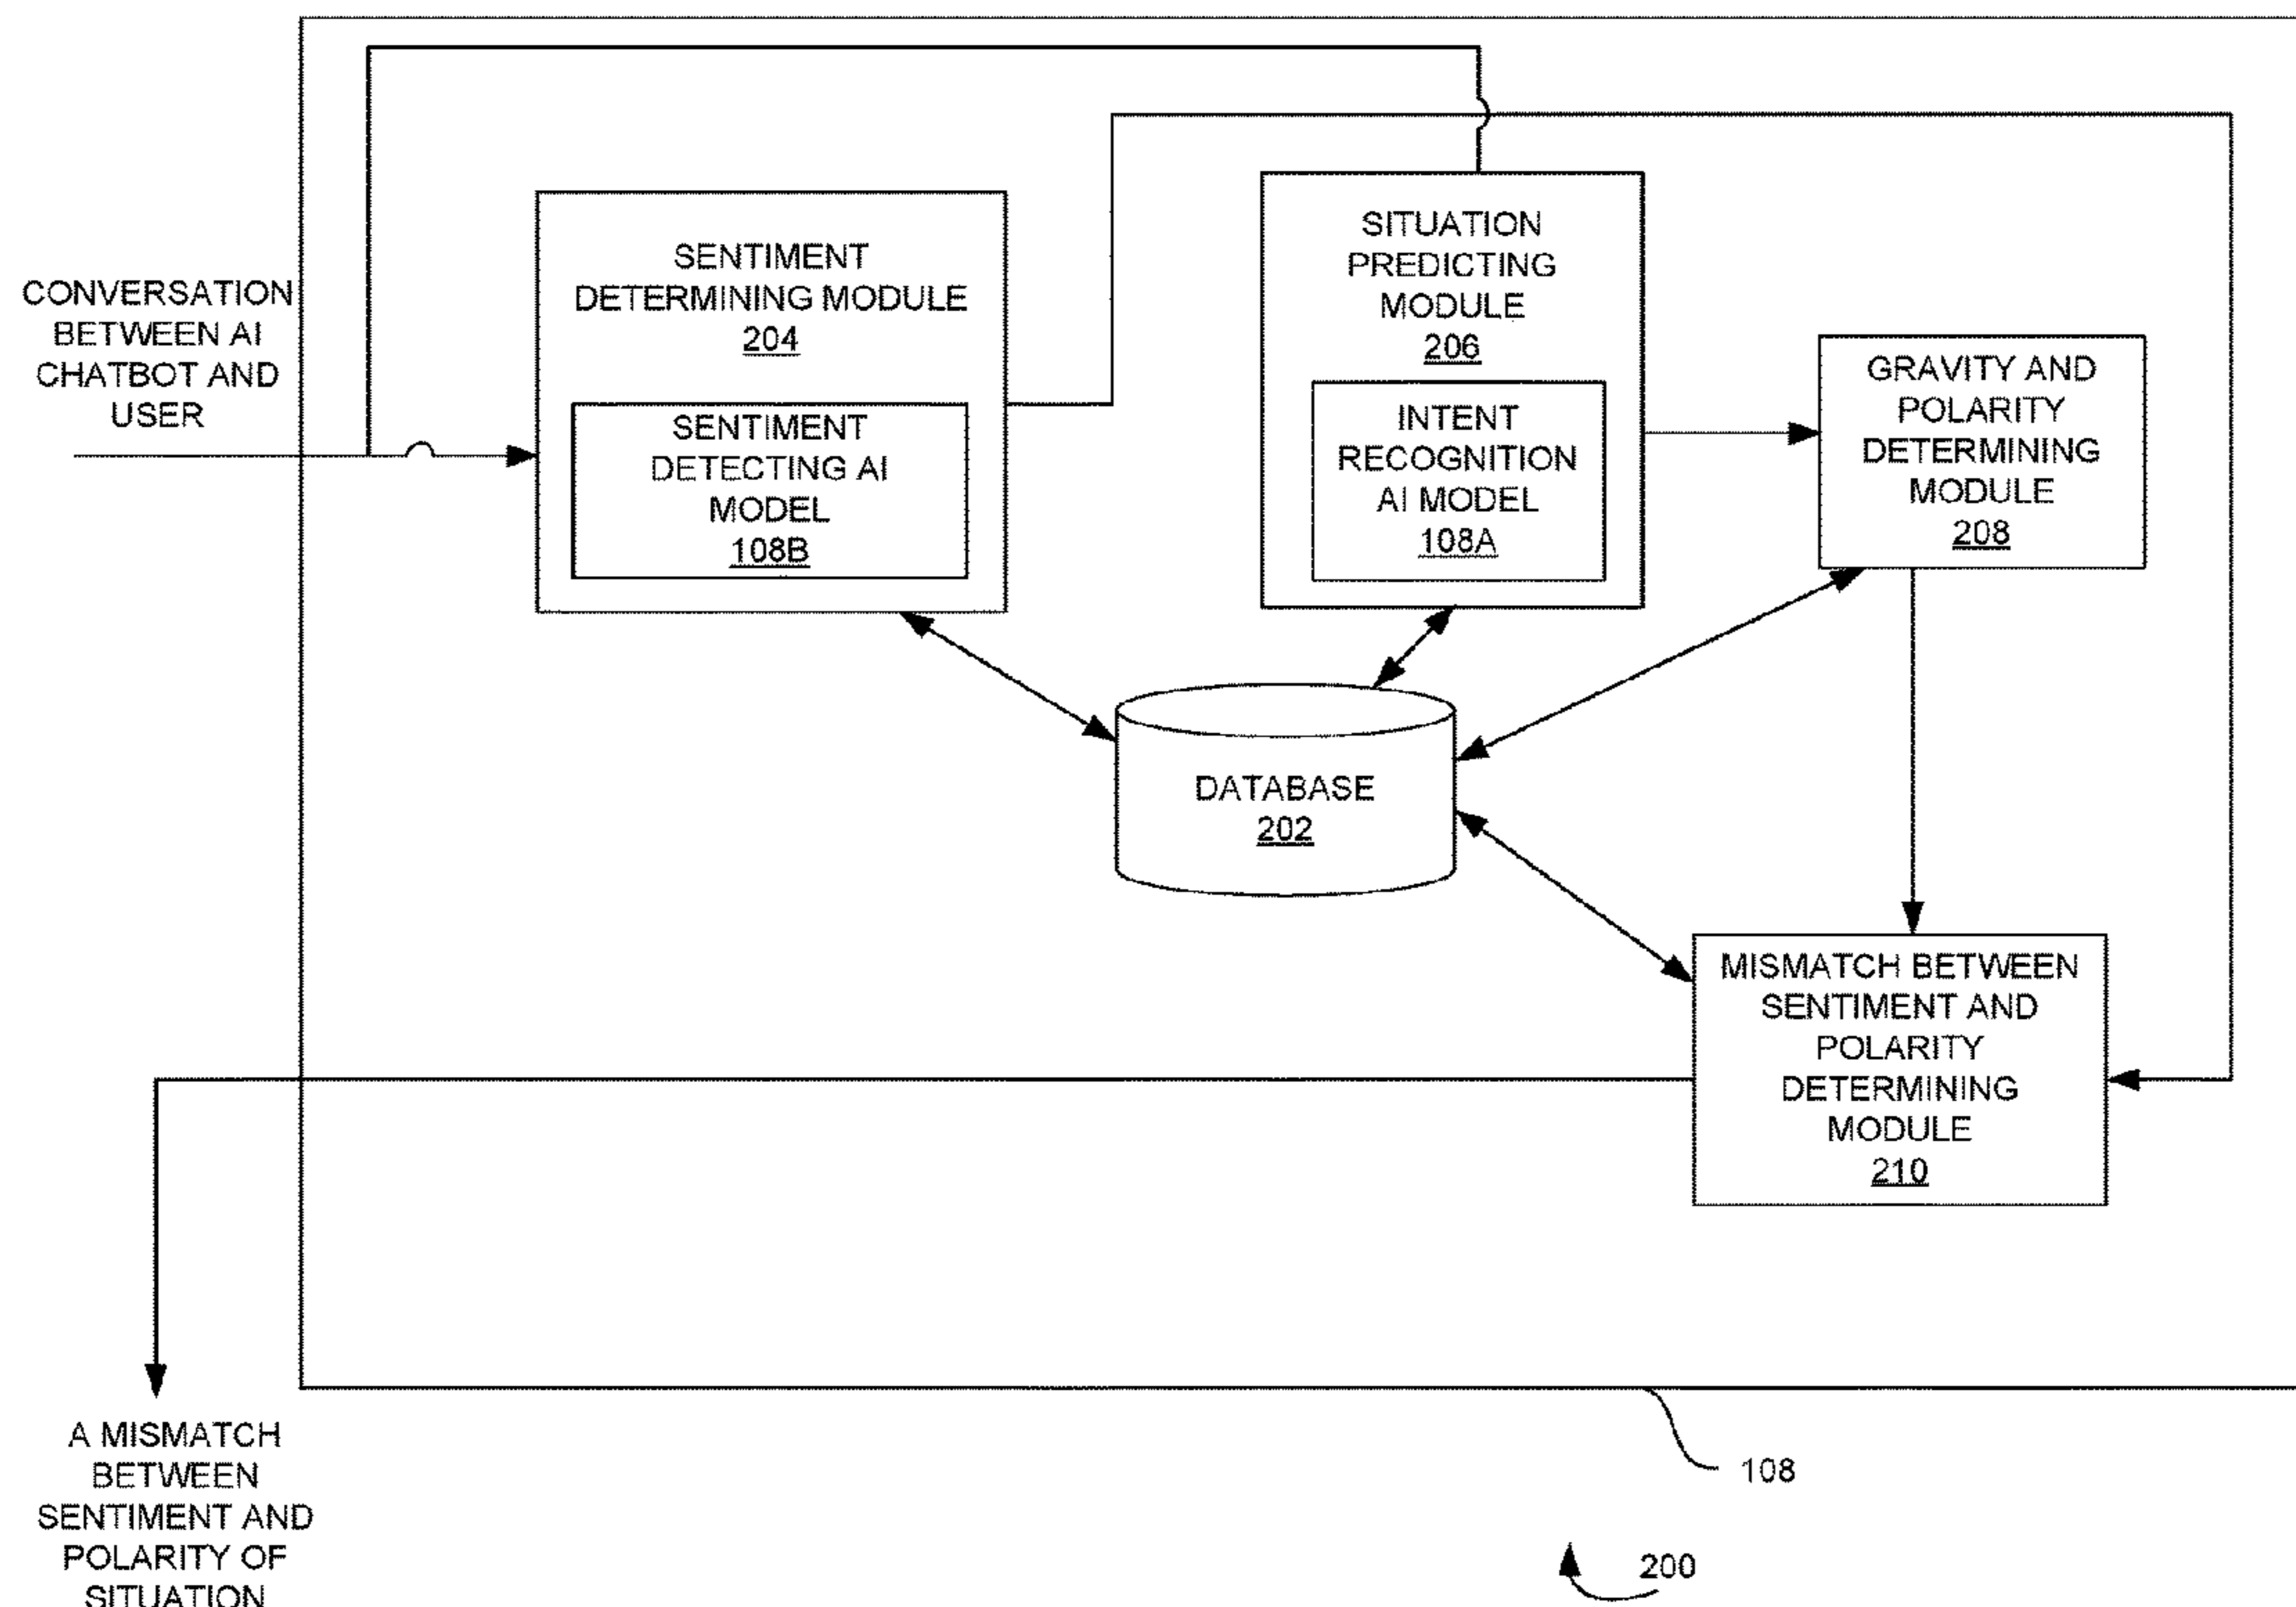 CONVERSATION
BETWEEN AI
CHATBOT AND
USER
SENTIMENT
DETERMINING MODULE
204
SENTIMENT
DETECTING AI
MODEL
108B
SITUATION
PREDICTING
MODULE
206
INTENT
RECOGNITION
AI MODEL
108A
GRAVITY AND
POLARITY
DETERMINING
MODULE
208
DATABASE
202
MISMATCH BETWEEN
SENTIMENT AND
POLARITY
DETERMINING
MODULE
210
A MISMATCH
BETWEEN
SENTIMENT AND
POLARITY OF
SITUATION
108
200